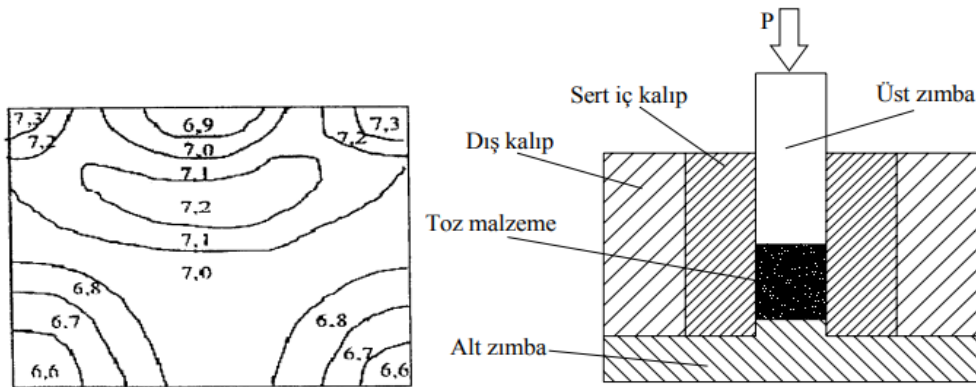 7,3
6,9
7,3
7,2
7,2
7,0
7,1
7,2
7,1
7,0
6,8
6,8
6.7
6,7
6,6
6,6
P
Sert iç kalıp
Üst zımba
Dış kalıp
Toz malzeme
Alt zımba